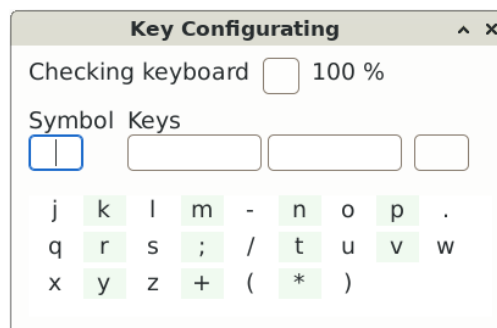 Key Configurating
Checking keyboard 100 %
Symbol Keys
j k l m - n o p .
q r s ; / t u v w
x y z + ( * )